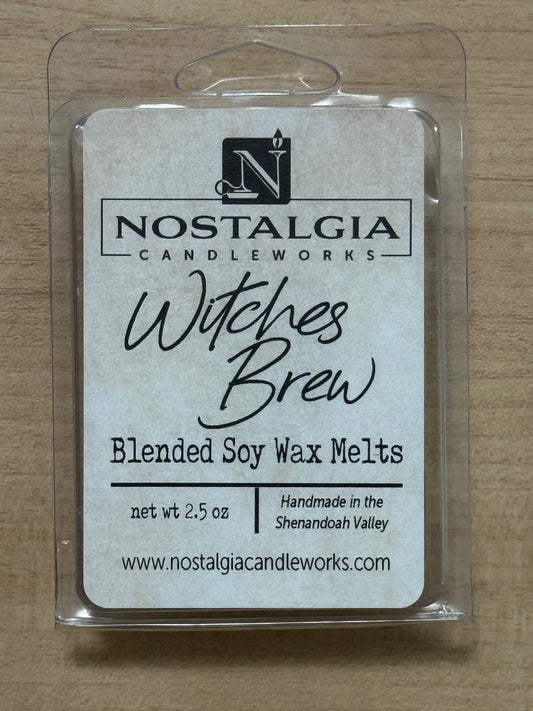 N
NOSTALGIA
CANDLEWORKS
Witches
Brew
Blended Soy Wax Melts
net wt 2.5 oz
Handmade in the
Shenandoah Valley
www.nostalgiacandleworks.com